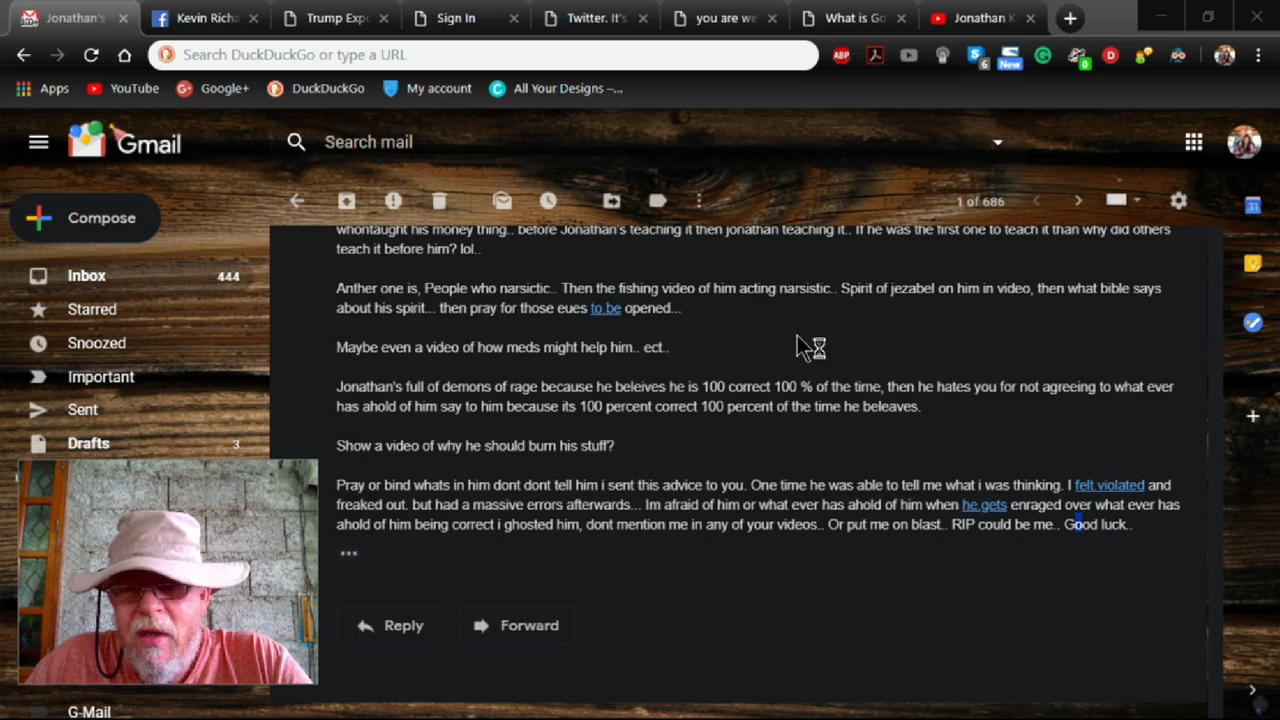 Jonathan's
Kevin Richa
Trump Expo
Sign In
Twitter. It's
you are we
What is Go
Jonathan K
Search DuckDuckGo or type a URL
6
New
0
Apps
YouTube
Google+
DuckDuckGo
My account
All Your Designs –...
Gmail
Search mail
Compose
1 of 686
Inbox 444
Starred
Snoozed
Important
Sent
Drafts 3
G-Mail
whontaught his money thing.. before Jonathan's teaching it then jonathan teaching it.. If he was the first one to teach it than why did others
teach it before him? lol..
Anther one is, People who narsictic.. Then the fishing video of him acting narsistic.. Spirit of jezabel on him in video, then what bible says
about his spirit... then pray for those eues to be opened...
Maybe even a video of how meds might help him.. ect..
Jonathan's full of demons of rage because he beleives he is 100 correct 100 % of the time, then he hates you for not agreeing to what ever
has ahold of him say to him because its 100 percent correct 100 percent of the time he beleaves.
Show a video of why he should burn his stuff?
Pray or bind whats in him dont dont tell him i sent this advice to you. One time he was able to tell me what i was thinking. I felt violated and
freaked out. but had a massive errors afterwards... Im afraid of him or what ever has ahold of him when he gets enraged over what ever has
ahold of him being correct i ghosted him, dont mention me in any of your videos.. Or put me on blast.. RIP could be me.. Good luck..
Reply
Forward